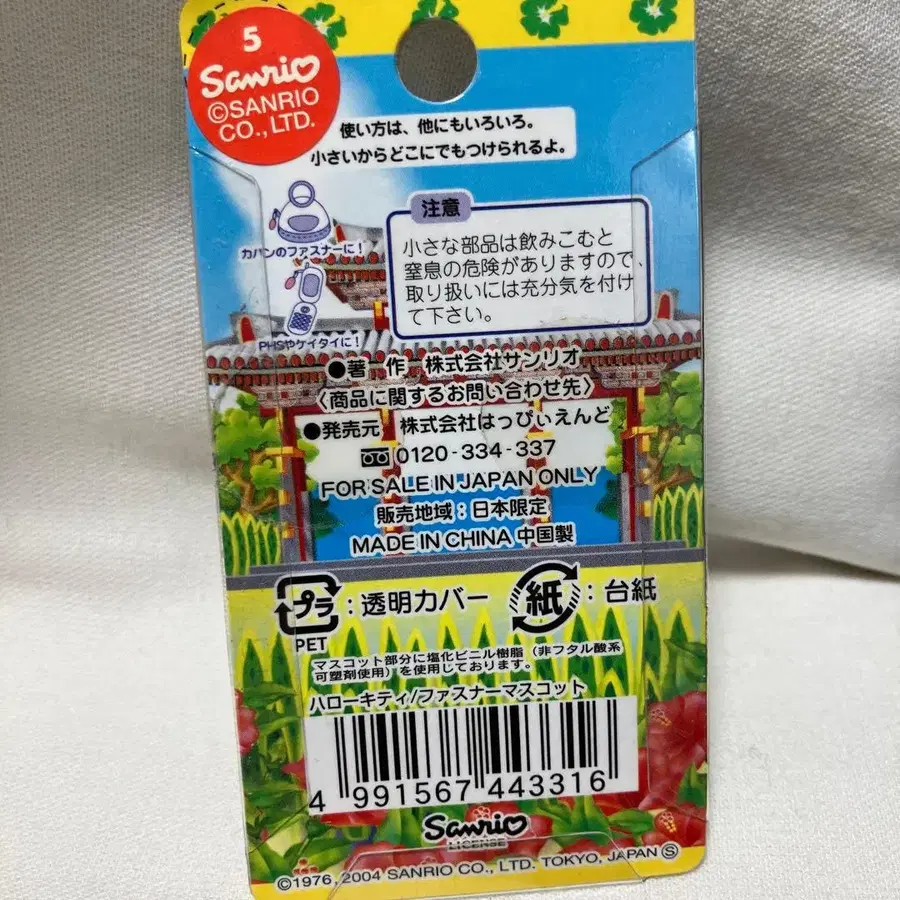 5
Sanrio
©SANRIO
CO., LTD.
使い方は、他にもいろいろ。
小さいからどこにでもつけられるよ。
カバンのファスナーに!
PHSやケイタイに!
注意
小さな部品は飲みこむと
窒息の危険がありますので、
取り扱いには充分気を付け
て下さい。
●著 作 株式会社サンリオ
〈商品に関するお問い合わせ先〉
●発売元 株式会社はっぴぃえんど
0120-334-337
FOR SALE IN JAPAN ONLY
販売地域:日本限定
MADE IN CHINA 中国製
プラ:透明カバー
PET
紙:台紙
マスコット部分に塩化ビニル樹脂(非フタル酸系
可塑剤使用)を使用しております。
ハローキティ/ファスナーマスコット
4 991567 443316
Sanrio
LICENSE
©1976, 2004 SANRIO CO., LTD. TOKYO, JAPAN Ⓢ